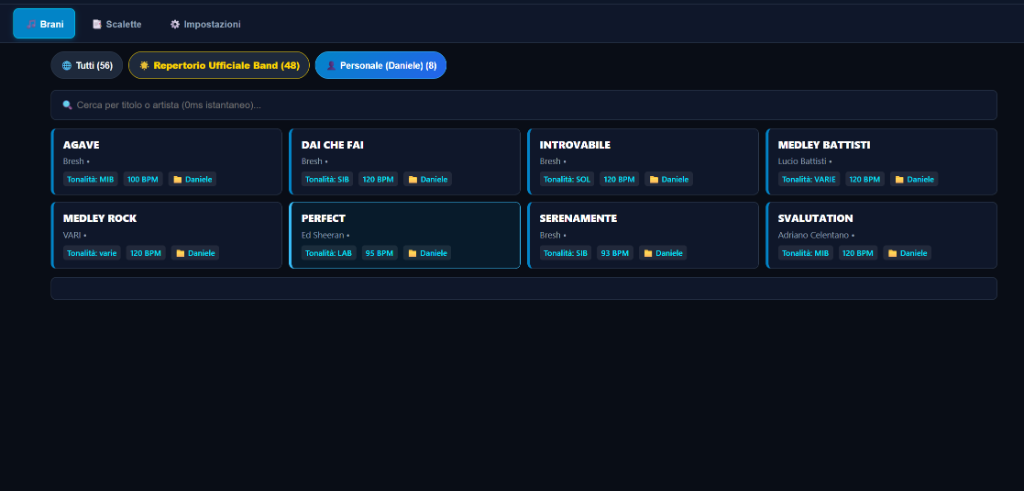 Brani Scalette Impostazioni
Tutti (56) Repertorio Ufficiale Band (48) Personale (Daniele) (8)
Cerca per titolo o artista (0ms istantaneo)...
AGAVE
Bresh •
Tonalità: MIB 100 BPM Daniele
DAI CHE FAI
Bresh •
Tonalità: SIB 120 BPM Daniele
INTROVABILE
Bresh •
Tonalità: SOL 120 BPM Daniele
MEDLEY BATTISTI
Lucio Battisti •
Tonalità: VARIE 120 BPM Daniele
MEDLEY ROCK
VARI •
Tonalità: varie 120 BPM Daniele
PERFECT
Ed Sheeran •
Tonalità: LAB 95 BPM Daniele
SERENAMENTE
Bresh •
Tonalità: SIB 93 BPM Daniele
SVALUTATION
Adriano Celentano •
Tonalità: MIB 120 BPM Daniele